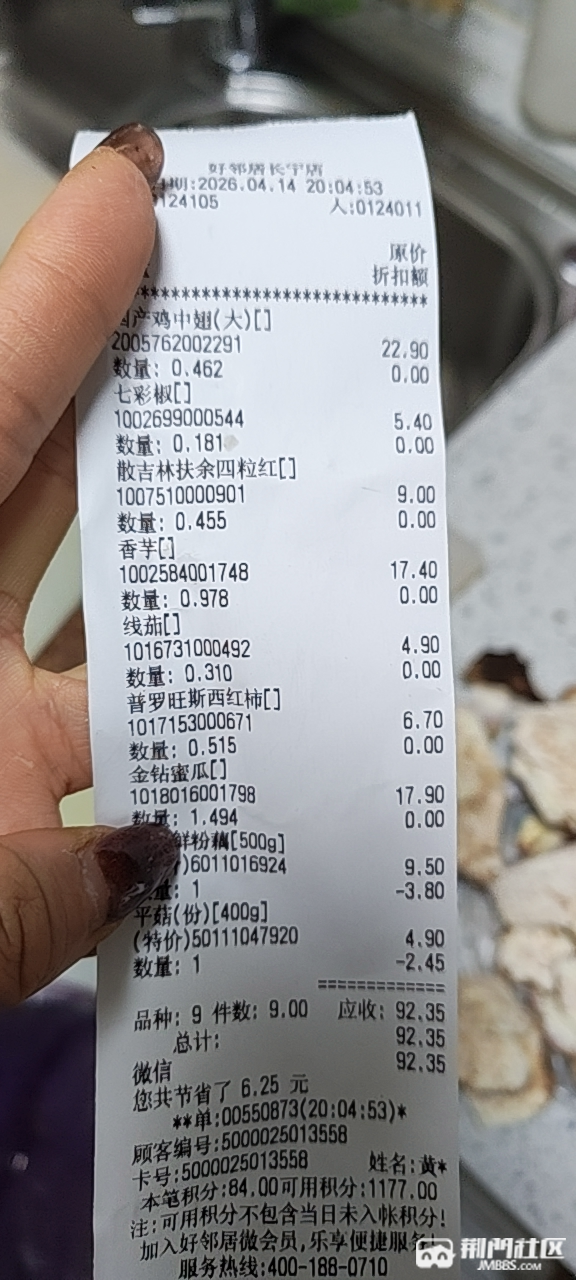 好邻居长宁店
期:2026.04.14 20:04:53
0124105 人:0124011
原价
折扣额
****************************
国产鸡中翅(大)[]
2005762002291 22.90
数量: 0.462 0.00
七彩椒[]
1002699000544 5.40
数量: 0.181 0.00
散吉林扶余四粒红[]
1007510000901 9.00
数量: 0.455 0.00
香芋[]
1002584001748 17.40
数量: 0.978 0.00
线茄[]
1016731000492 4.90
数量: 0.310 0.00
普罗旺斯西红柿[]
1017153000671 6.70
数量: 0.515 0.00
金钻蜜瓜[]
1018016001798 17.90
数量: 1.494 0.00
鲜粉藕[500g]
)6011016924 9.50
量: 1 -3.80
平菇(份)[400g]
(特价)50111047920 4.90
数量: 1 -2.45
=============
品种: 9 件数: 9.00 应收: 92.35
总计: 92.35
微信 92.35
您共节省了 6.25 元
**单:00550873(20:04:53)*
顾客编号:5000025013558
卡号:5000025013558 姓名:黄*
本笔积分:84.00可用积分:1177.00
注:可用积分不包含当日未入帐积分!
加入好邻居微会员,乐享便捷服务!
服务热线:400-188-0710
荆門社区
JMBBS.COM